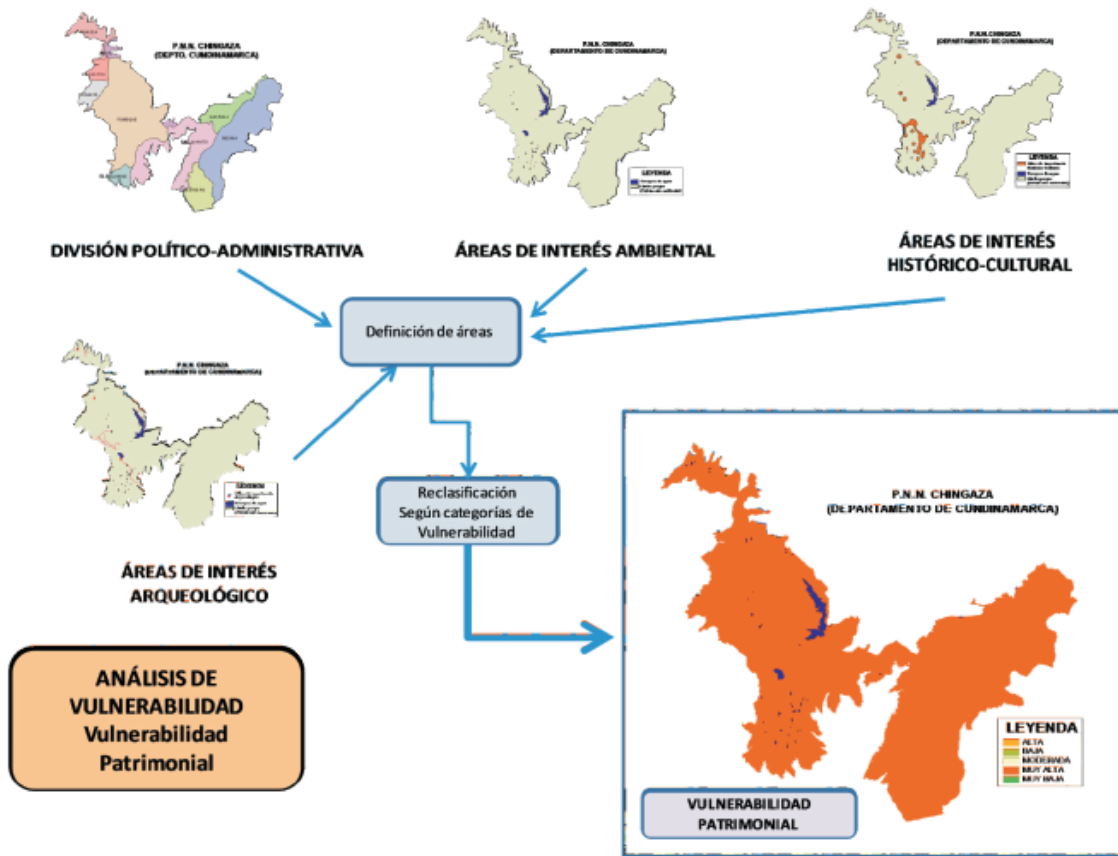 P.N.N. CHINGAZA
(DEPTO. CUNDINAMARCA)
DIVISIÓN POLÍTICO-ADMINISTRATIVA
P.N.N. CHINGAZA
(DEPARTAMENTO DE CUNDINAMARCA)
LEYENDA
ÁREAS DE INTERÉS AMBIENTAL
P.N.N. CHINGAZA
(DEPARTAMENTO DE CUNDINAMARCA)
LEYENDA
ÁREAS DE INTERÉS
HISTÓRICO-CULTURAL
Definición de áreas
P.N.N. CHINGAZA
(DEPARTAMENTO DE CUNDINAMARCA)
LEYENDA
ÁREAS DE INTERÉS
ARQUEOLÓGICO
Reclasificación
Según categorías de
Vulnerabilidad
ANÁLISIS DE
VULNERABILIDAD
Vulnerabilidad
Patrimonial
P.N.N. CHINGAZA
(DEPARTAMENTO DE CUNDINAMARCA)
LEYENDA
ALTA
BAJA
MODERADA
MUY ALTA
MUY BAJA
VULNERABILIDAD
PATRIMONIAL